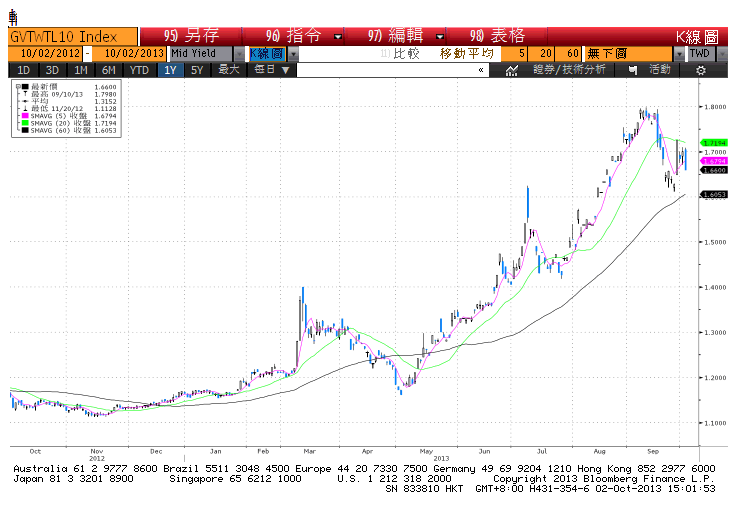 GVTWTL10 Index 95) 另存 96) 指令 97) 編輯 98) 表格 K線圖
10/02/2012 - 10/02/2013 Mid Yield K線圖 比較 移動平均 5 20 60 無下圖 TWD
1D 3D 1M 6M YTD 1Y 5Y 最大 每日 ▼ « 證券/技術分析 活動
最新價 1.6600
最高 09/10/13 1.7980
平均 1.3152
最低 11/20/12 1.1128
SMAVG (5) 收盤 1.6794
SMAVG (20) 收盤 1.7194
SMAVG (60) 收盤 1.6053
1.8000
1.7194
1.7000
1.6794
1.6600
1.6053
1.5000
1.4000
1.3000
1.2000
1.1000
Oct Nov Dec Jan Feb Mar Apr May Jun Jul Aug Sep
2012 2013
Australia 61 2 9777 8600 Brazil 5511 3048 4500 Europe 44 20 7330 7500 Germany 49 69 9204 1210 Hong Kong 852 2977 6000
Japan 81 3 3201 8900 Singapore 65 6212 1000 U.S. 1 212 318 2000 Copyright 2013 Bloomberg Finance L.P.
SN 833810 HKT GMT+8:00 H431-354-6 02-Oct-2013 15:01:53